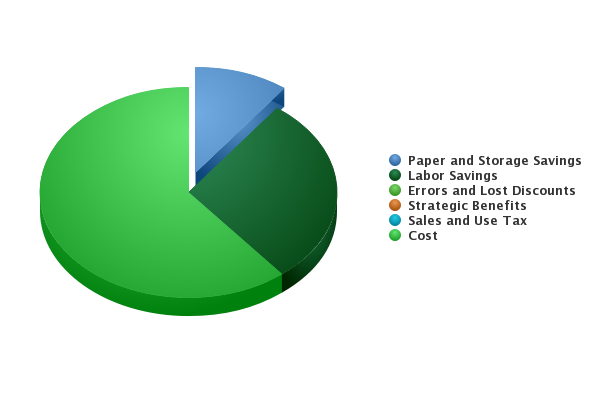 Paper and Storage Savings
Labor Savings
Errors and Lost Discounts
Strategic Benefits
Sales and Use Tax
Cost